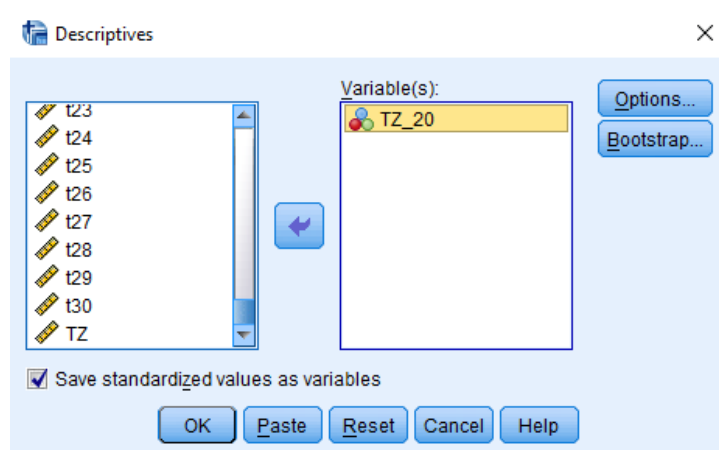 Descriptives
t23
t24
t25
t26
t27
t28
t29
t30
TZ
Variable(s):
TZ_20
Options...
Bootstrap...
Save standardized values as variables
OK Paste Reset Cancel Help